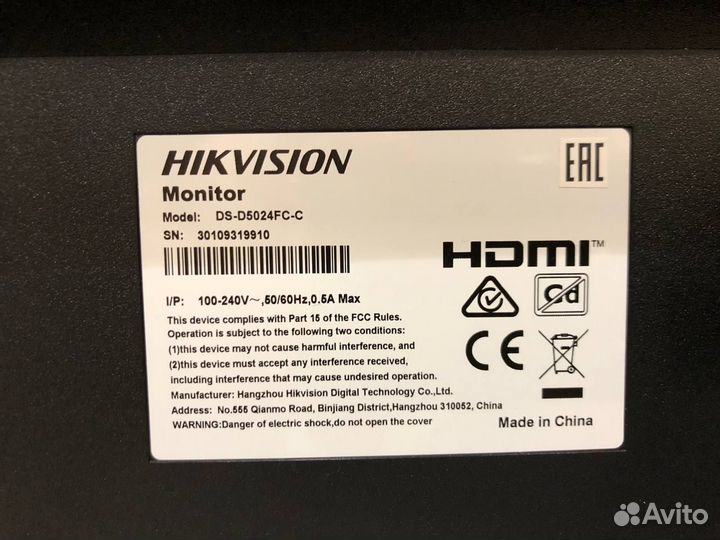 HIKVISION
EAC
Monitor
Model: DS-D5024FC-C
SN: 30109319910
HDMI™
I/P: 100-240V～,50/60Hz,0.5A Max
Cd
This device complies with Part 15 of the FCC Rules.
Operation is subject to the following two conditions:
(1)this device may not cause harmful interference, and
(2)this device must accept any interference received,
including interference that may cause undesired operation.
CE
Manufacturer: Hangzhou Hikvision Digital Technology Co.,Ltd.
Address: No.555 Qianmo Road, Binjiang District,Hangzhou 310052, China
WARNING:Danger of electric shock,do not open the cover
Made in China
Avito